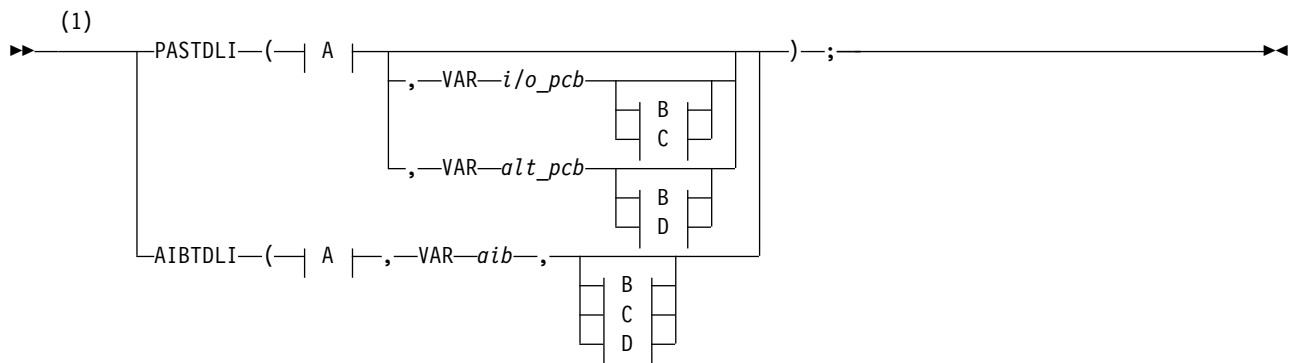 (1)
PASTDLI ( A ) ;
, VAR i/o_pcb
B
C
, VAR alt_pcb
B
D
AIBTDLI ( A , VAR aib ,
B
C
D